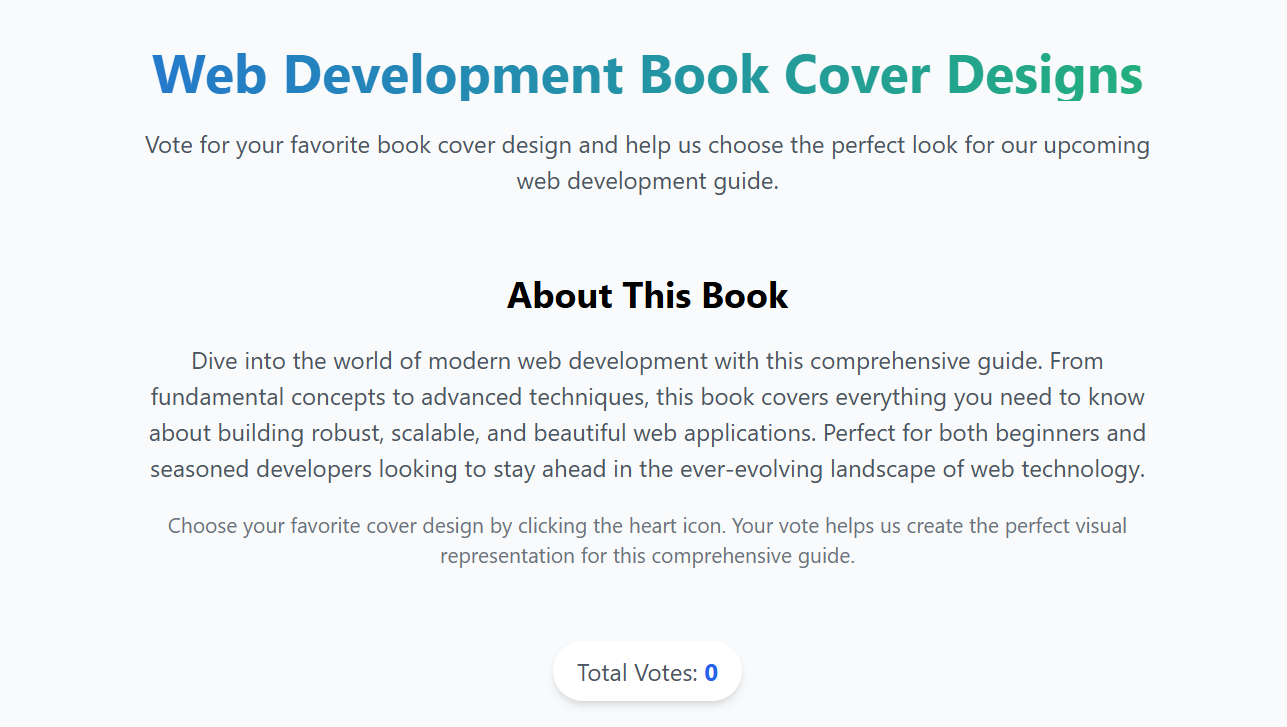 Web Development Book Cover Designs
Vote for your favorite book cover design and help us choose the perfect look for our upcoming
web development guide.
About This Book
Dive into the world of modern web development with this comprehensive guide. From
fundamental concepts to advanced techniques, this book covers everything you need to know
about building robust, scalable, and beautiful web applications. Perfect for both beginners and
seasoned developers looking to stay ahead in the ever-evolving landscape of web technology.
Choose your favorite cover design by clicking the heart icon. Your vote helps us create the perfect visual
representation for this comprehensive guide.
Total Votes: 0